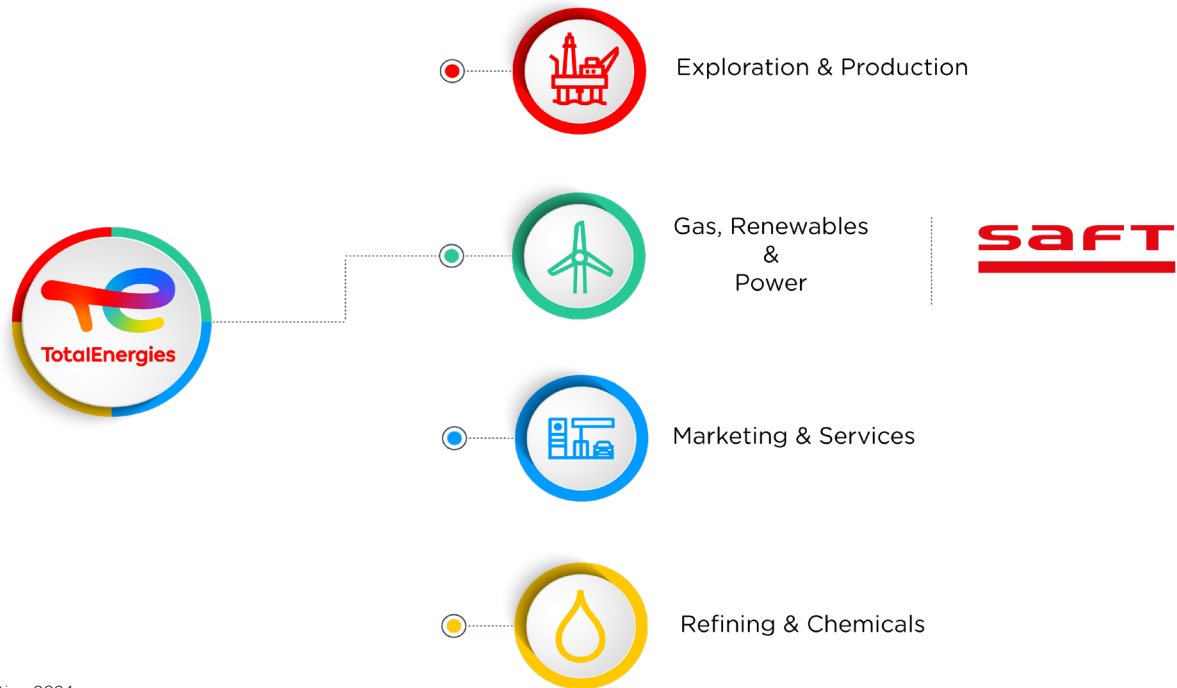 Exploration & Production
Gas, Renewables
&
Power
saft
TotalEnergies
Marketing & Services
Refining & Chemicals